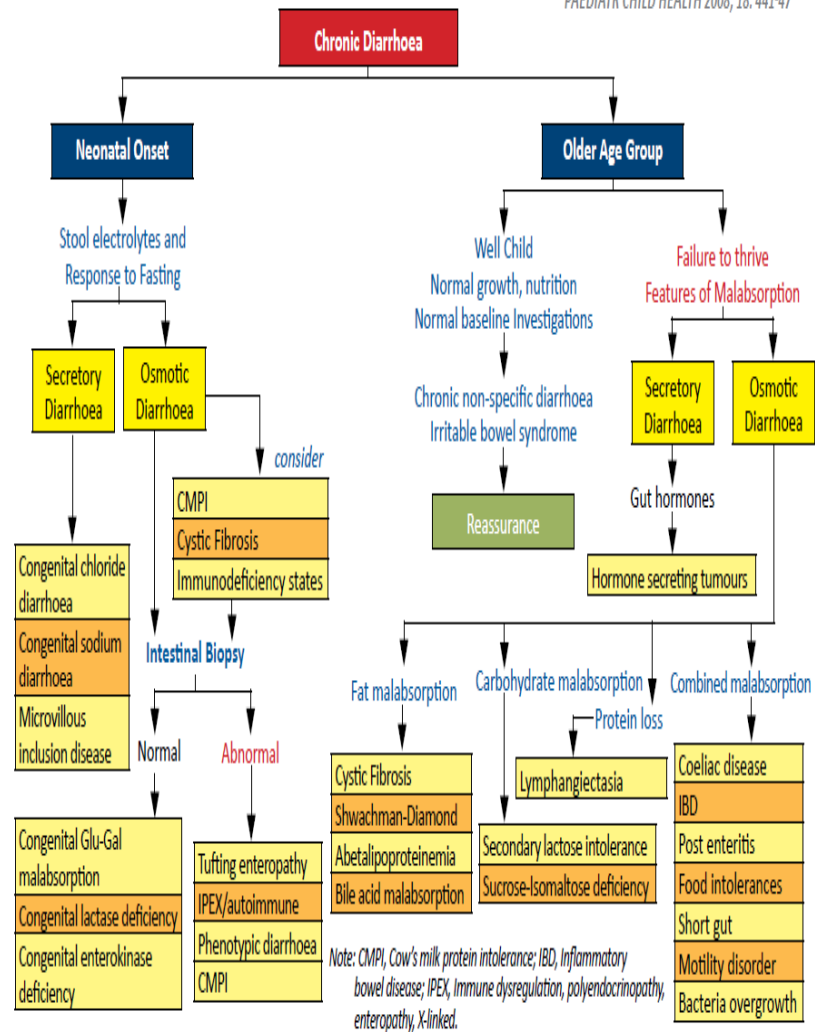 PAEDIATR CHILD HEALTH 2008; 18: 441-47
Chronic Diarrhoea
Neonatal Onset
Older Age Group
Stool electrolytes and
Response to Fasting
Well Child
Normal growth, nutrition
Normal baseline Investigations
Failure to thrive
Features of Malabsorption
Secretory
Diarrhoea
Osmotic
Diarrhoea
Chronic non-specific diarrhoea
Irritable bowel syndrome
Secretory
Diarrhoea
Osmotic
Diarrhoea
consider
CMPI
Cystic Fibrosis
Immunodeficiency states
Reassurance
Gut hormones
Hormone secreting tumours
Congenital chloride
diarrhoea
Congenital sodium
diarrhoea
Microvillous
inclusion disease
Intestinal Biopsy
Normal
Abnormal
Congenital Glu-Gal
malabsorption
Congenital lactase deficiency
Congenital enterokinase
deficiency
Tufting enteropathy
IPEX/autoimmune
Phenotypic diarrhoea
CMPI
Fat malabsorption
Cystic Fibrosis
Shwachman-Diamond
Abetalipoproteinemia
Bile acid malabsorption
Carbohydrate malabsorption
Secondary lactose intolerance
Sucrose-Isomaltose deficiency
Protein loss
Lymphangiectasia
Combined malabsorption
Coeliac disease
IBD
Post enteritis
Food intolerances
Short gut
Motility disorder
Bacteria overgrowth
Note: CMPI, Cow's milk protein intolerance; IBD, Inflammatory
bowel disease; IPEX, Immune dysregulation, polyendocrinopathy,
enteropathy, X-linked.